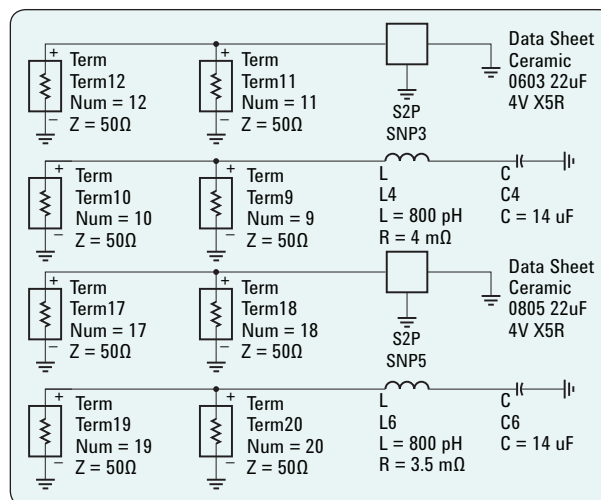 + Term
Term12
Num = 12
– Z = 50Ω
+ Term
Term11
Num = 11
– Z = 50Ω
S2P
SNP3
Data Sheet
Ceramic
0603 22uF
4V X5R
+ Term
Term10
Num = 10
– Z = 50Ω
+ Term
Term9
Num = 9
– Z = 50Ω
L
L4
L = 800 pH
R = 4 mΩ
C
C4
C = 14 uF
+ Term
Term17
Num = 17
– Z = 50Ω
+ Term
Term18
Num = 18
– Z = 50Ω
S2P
SNP5
Data Sheet
Ceramic
0805 22uF
4V X5R
+ Term
Term19
Num = 19
– Z = 50Ω
+ Term
Term20
Num = 20
– Z = 50Ω
L
L6
L = 800 pH
R = 3.5 mΩ
C
C6
C = 14 uF